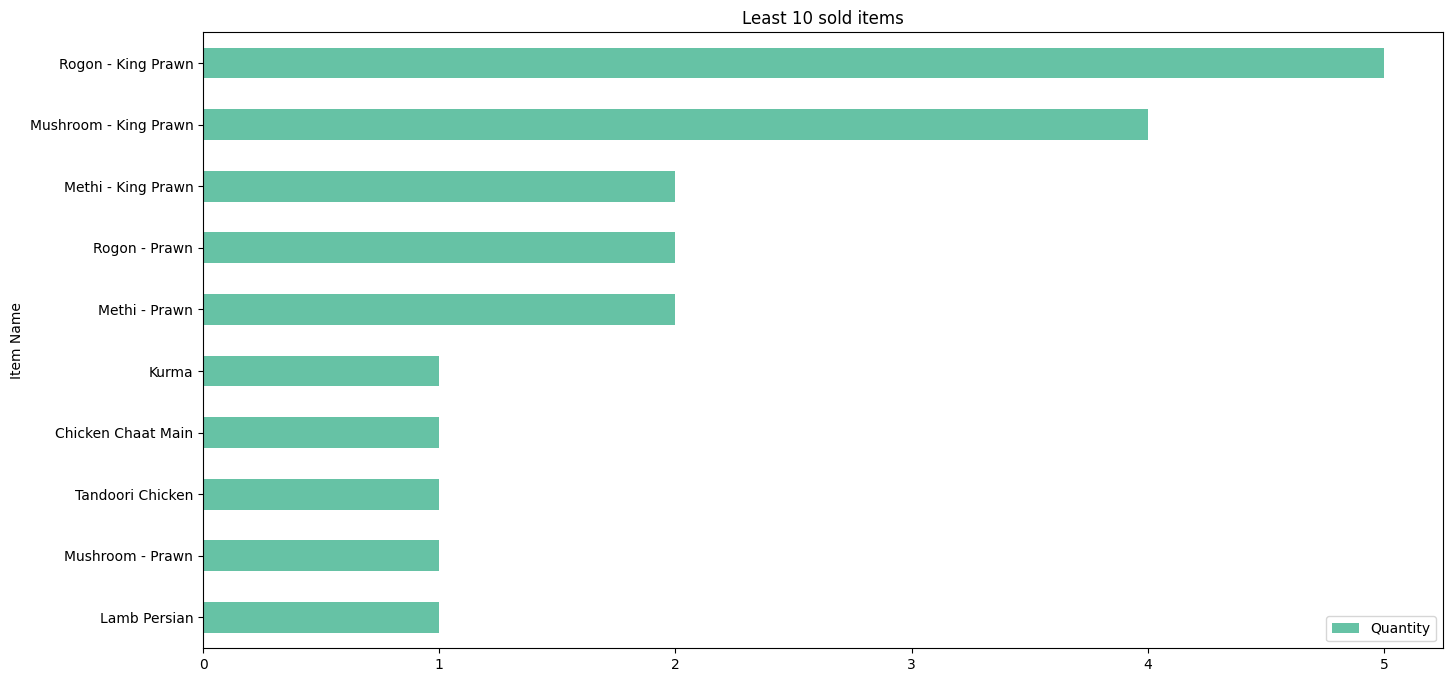 Least 10 sold items
Item Name
Rogon - King Prawn
Mushroom - King Prawn
Methi - King Prawn
Rogon - Prawn
Methi - Prawn
Kurma
Chicken Chaat Main
Tandoori Chicken
Mushroom - Prawn
Lamb Persian
Quantity
0 1 2 3 4 5